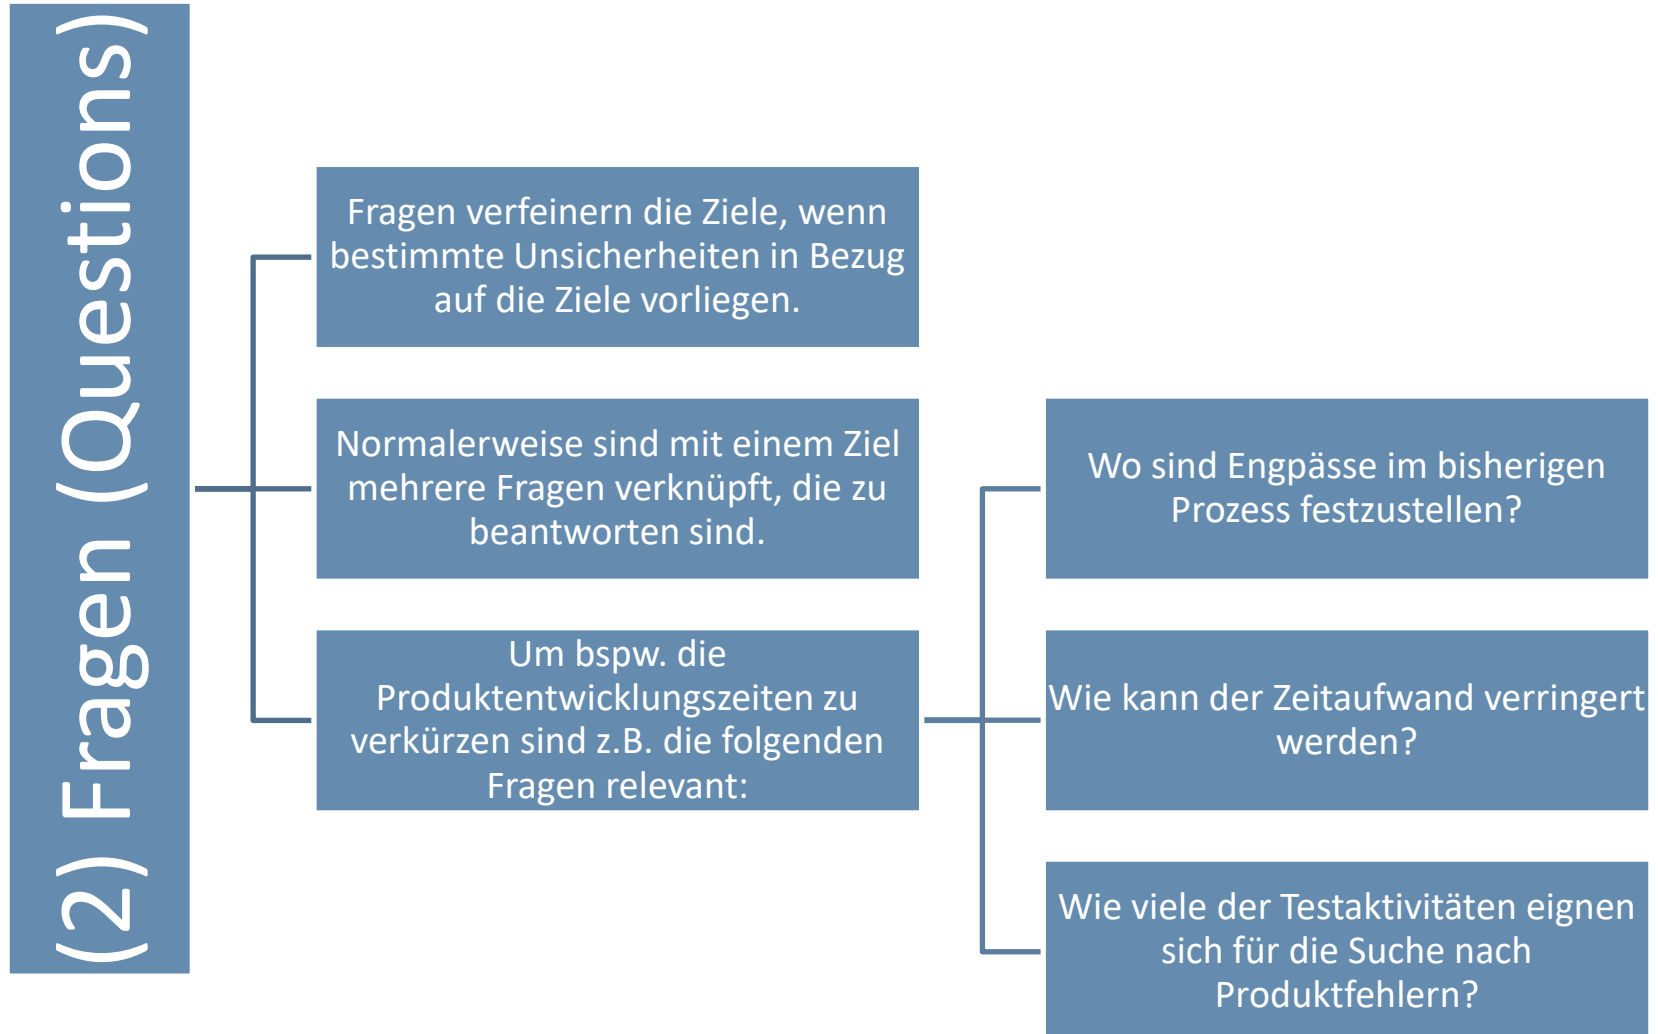 (2) Fragen (Questions)
Fragen verfeinern die Ziele, wenn
bestimmte Unsicherheiten in Bezug
auf die Ziele vorliegen.
Normalerweise sind mit einem Ziel
mehrere Fragen verknüpft, die zu
beantworten sind.
Um bspw. die
Produktentwicklungszeiten zu
verkürzen sind z.B. die folgenden
Fragen relevant:
Wo sind Engpässe im bisherigen
Prozess festzustellen?
Wie kann der Zeitaufwand verringert
werden?
Wie viele der Testaktivitäten eignen
sich für die Suche nach
Produktfehlern?